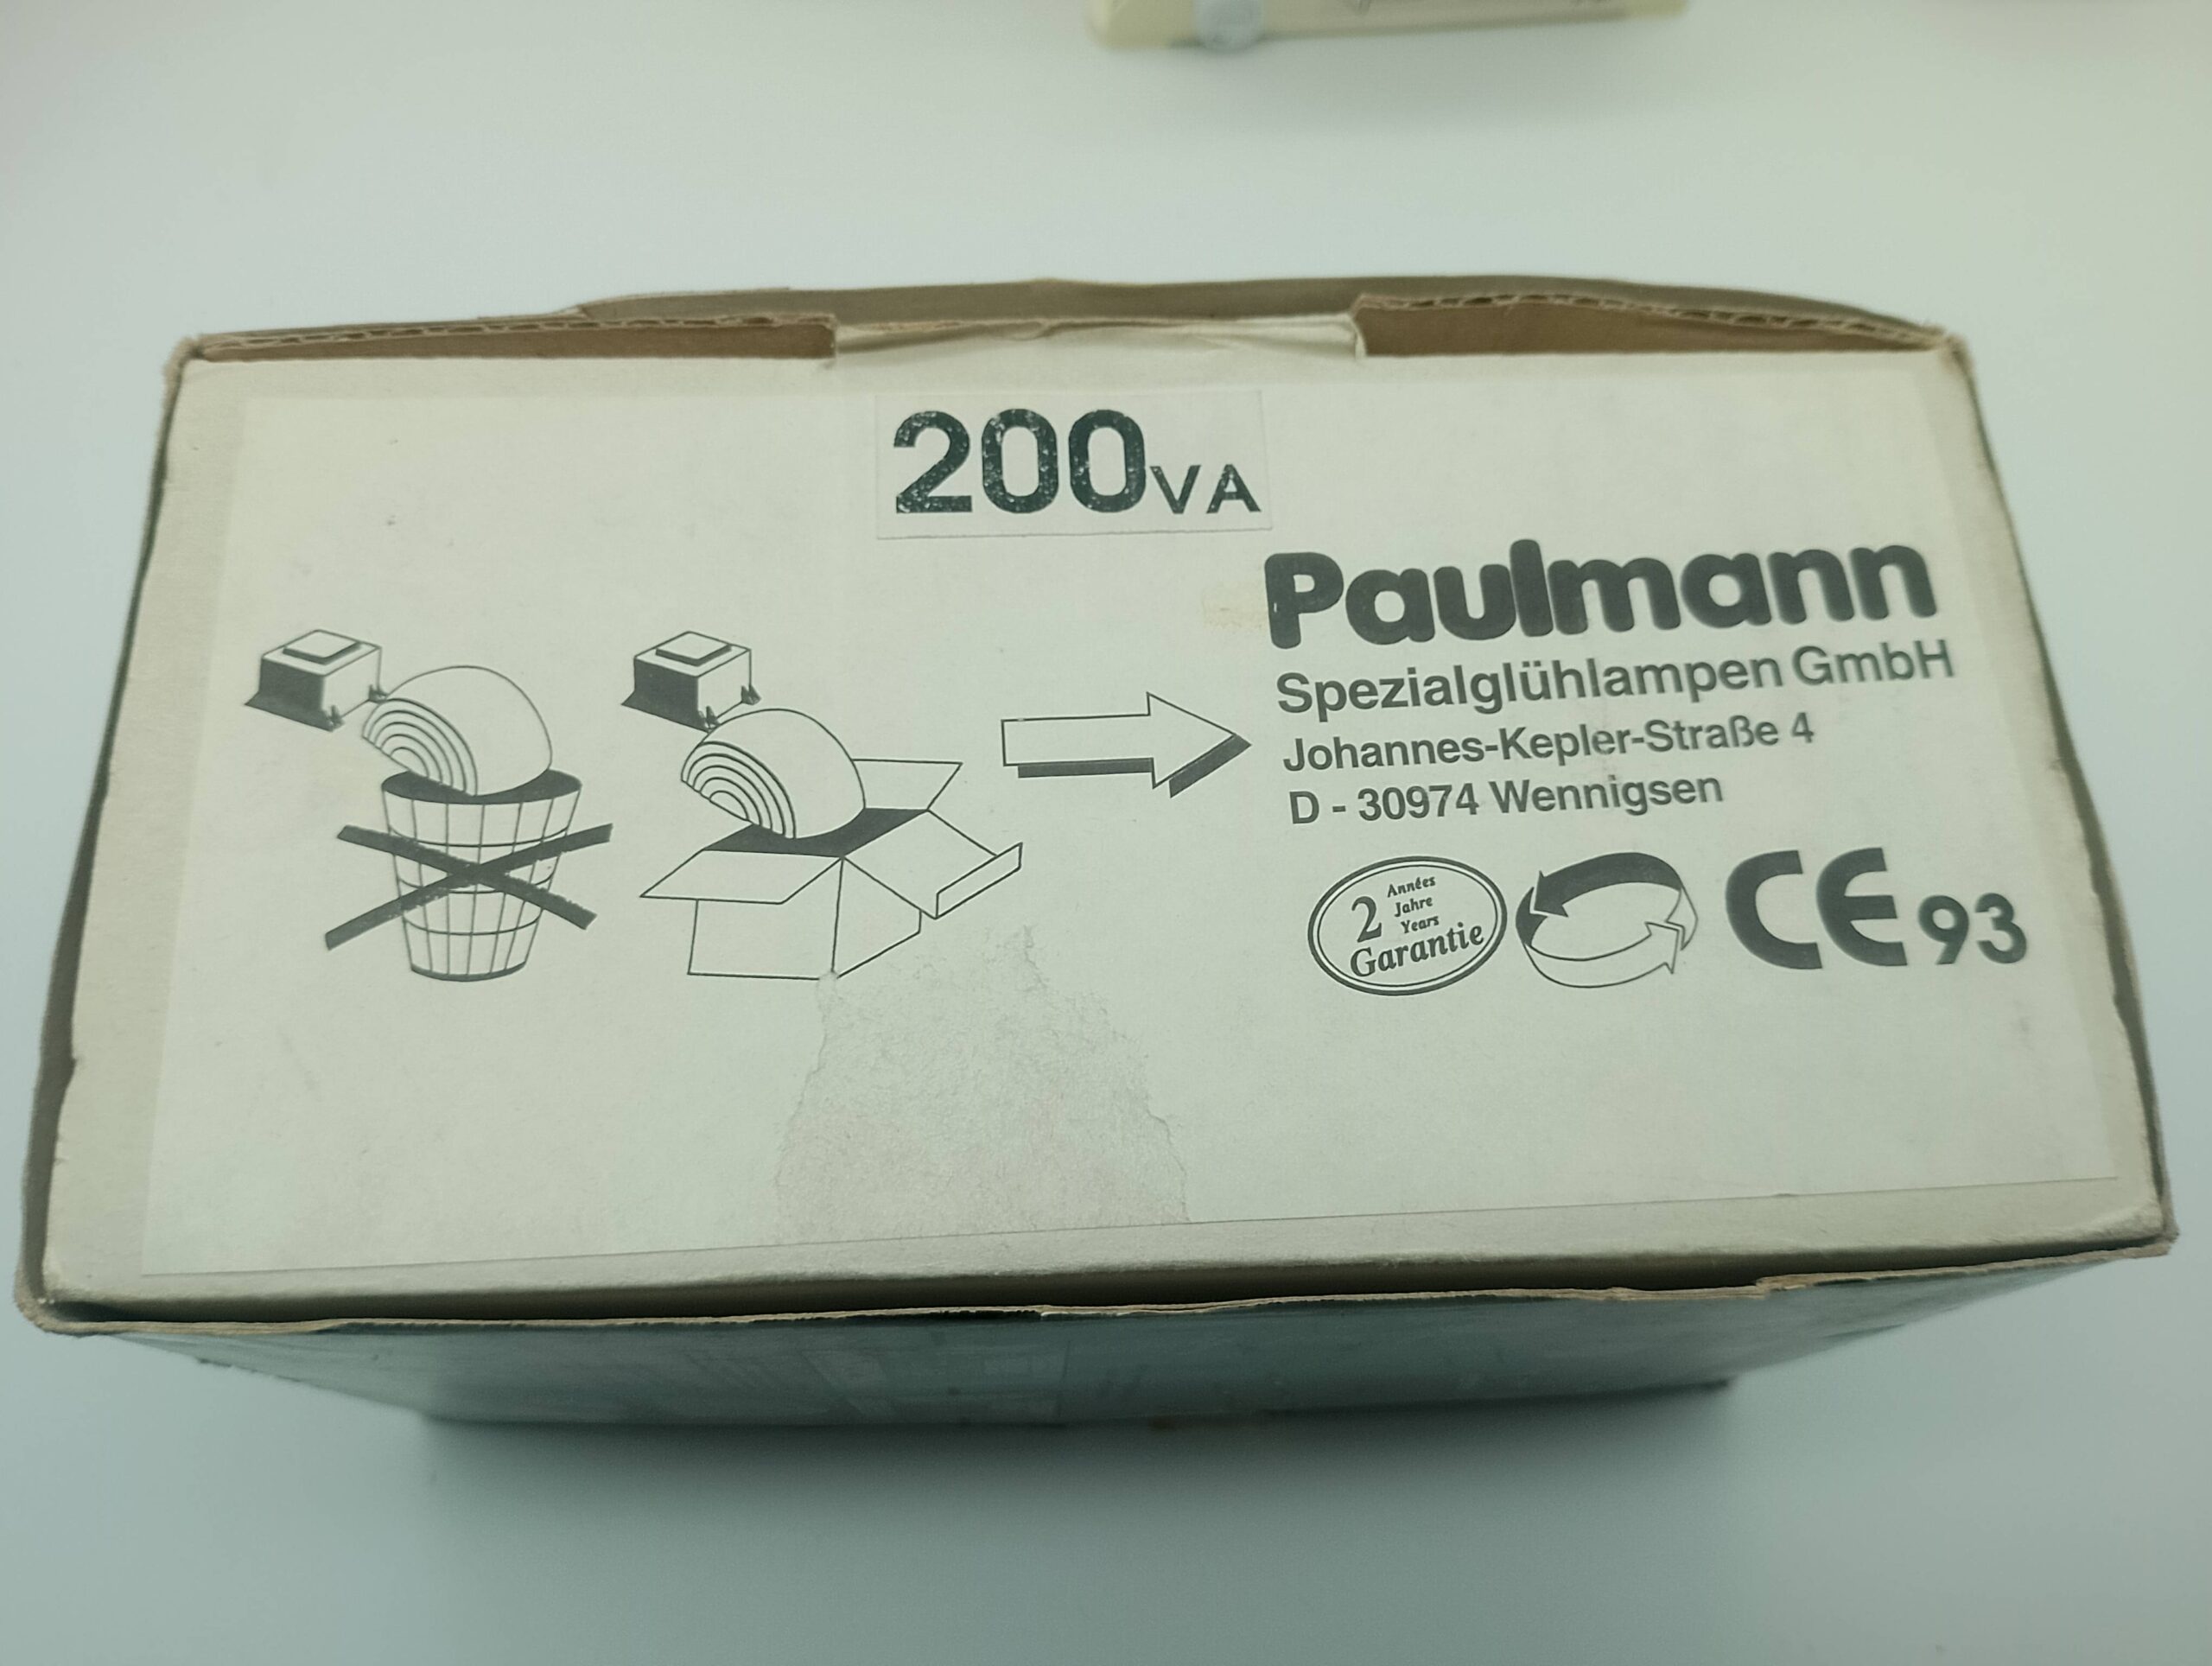 200VA
Paulmann
Spezialglühlampen GmbH
Johannes-Kepler-Straße 4
D - 30974 Wennigsen
2 Années
Jahre
Years
Garantie
CE 93